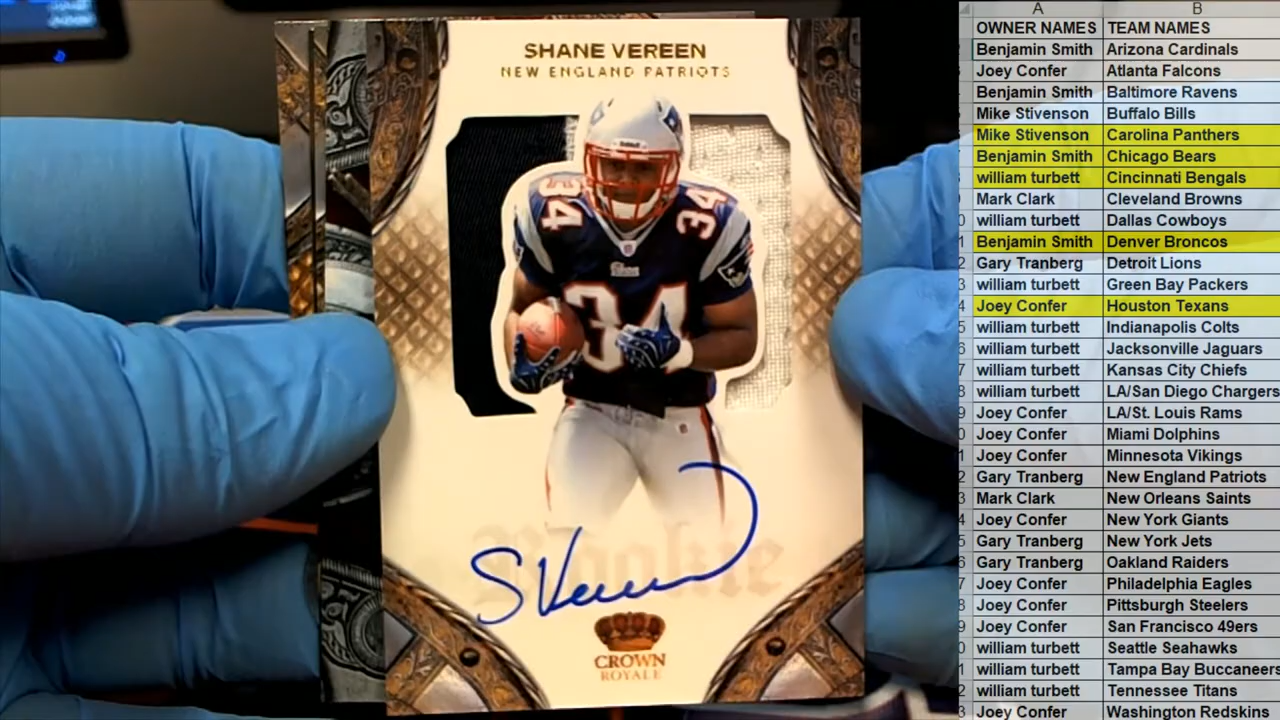 SHANE VEREEN
NEW ENGLAND PATRIOTS
34
34
34
S Vereen
Rookie
CROWN
ROYALE
A B
OWNER NAMES TEAM NAMES
Benjamin Smith Arizona Cardinals
Joey Confer Atlanta Falcons
Benjamin Smith Baltimore Ravens
Mike Stivenson Buffalo Bills
Mike Stivenson Carolina Panthers
Benjamin Smith Chicago Bears
william turbett Cincinnati Bengals
Mark Clark Cleveland Browns
william turbett Dallas Cowboys
Benjamin Smith Denver Broncos
Gary Tranberg Detroit Lions
william turbett Green Bay Packers
Joey Confer Houston Texans
william turbett Indianapolis Colts
william turbett Jacksonville Jaguars
william turbett Kansas City Chiefs
william turbett LA/San Diego Chargers
Joey Confer LA/St. Louis Rams
Joey Confer Miami Dolphins
Joey Confer Minnesota Vikings
Gary Tranberg New England Patriots
Mark Clark New Orleans Saints
Joey Confer New York Giants
Gary Tranberg New York Jets
Gary Tranberg Oakland Raiders
Joey Confer Philadelphia Eagles
Joey Confer Pittsburgh Steelers
Joey Confer San Francisco 49ers
william turbett Seattle Seahawks
william turbett Tampa Bay Buccaneers
william turbett Tennessee Titans
Joey Confer Washington Redskins